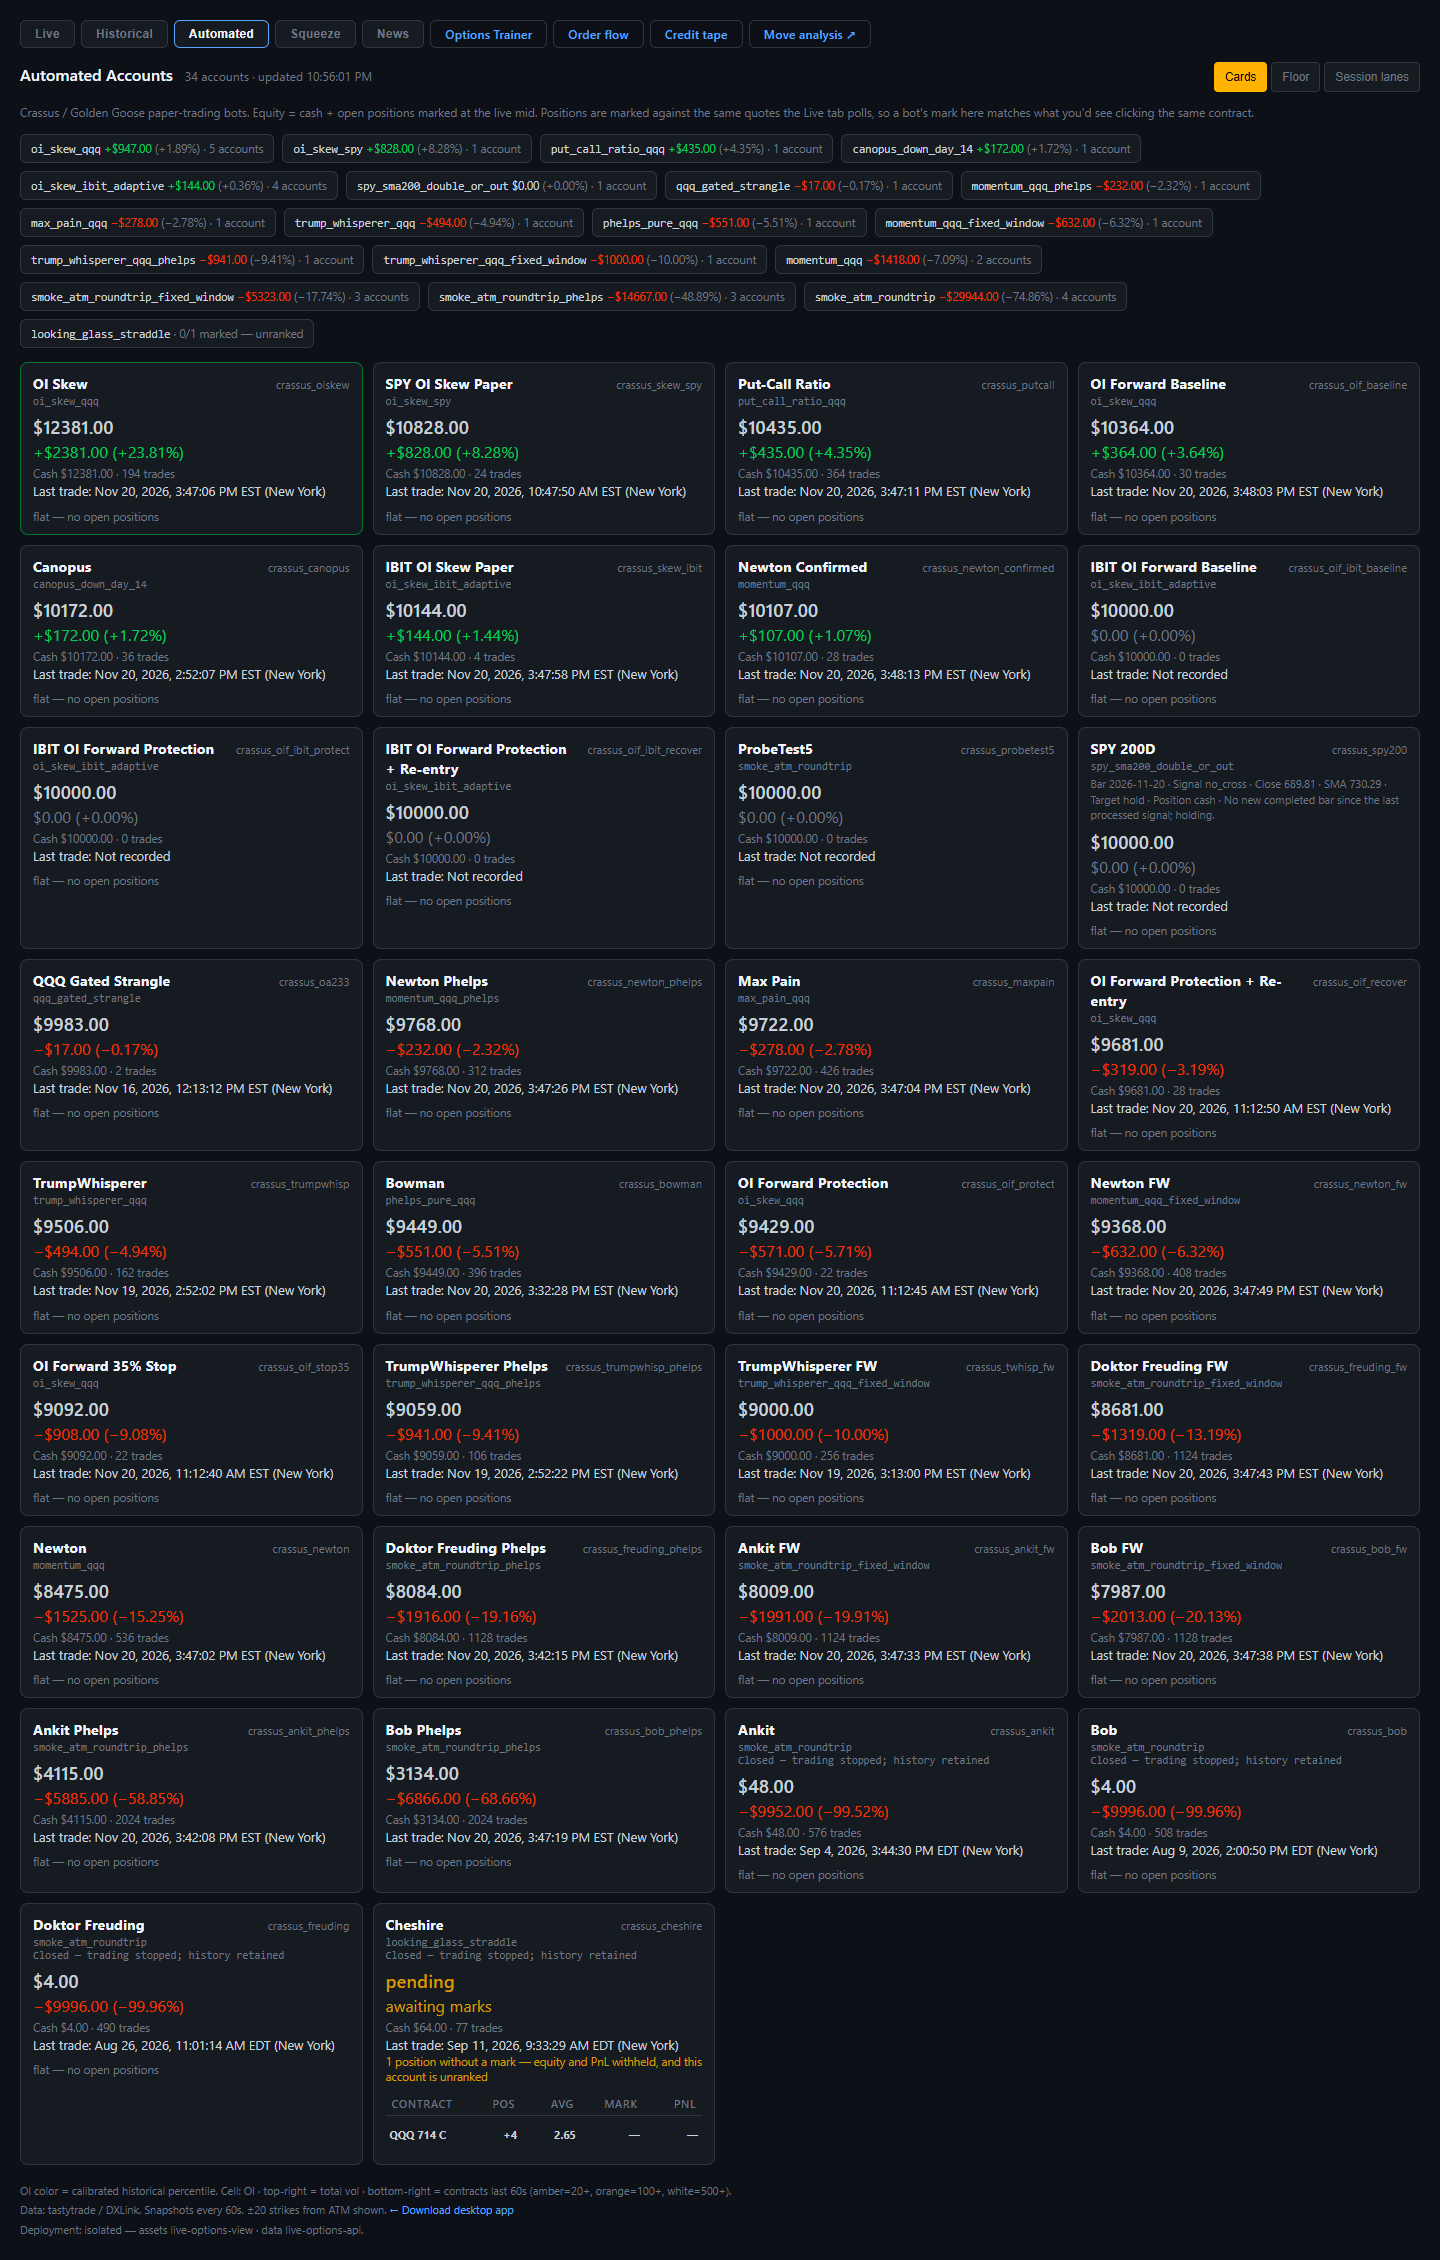 Live Historical Automated Squeeze News Options Trainer Order flow Credit tape Move analysis ↗
Automated Accounts 34 accounts · updated 10:56:01 PM Cards Floor Session lanes
Crassus / Golden Goose paper-trading bots. Equity = cash + open positions marked at the live mid. Positions are marked against the same quotes the Live tab polls, so a bot's mark here matches what you'd see clicking the same contract.
oi_skew_qqq +$947.00 (+1.89%) · 5 accounts oi_skew_spy +$828.00 (+8.28%) · 1 account put_call_ratio_qqq +$435.00 (+4.35%) · 1 account canopus_down_day_14 +$172.00 (+1.72%) · 1 account
oi_skew_ibit_adaptive +$144.00 (+0.36%) · 4 accounts spy_sma200_double_or_out $0.00 (+0.00%) · 1 account qqq_gated_strangle −$17.00 (−0.17%) · 1 account momentum_qqq_phelps −$232.00 (−2.32%) · 1 account
max_pain_qqq −$278.00 (−2.78%) · 1 account trump_whisperer_qqq −$494.00 (−4.94%) · 1 account phelps_pure_qqq −$551.00 (−5.51%) · 1 account momentum_qqq_fixed_window −$632.00 (−6.32%) · 1 account
trump_whisperer_qqq_phelps −$941.00 (−9.41%) · 1 account trump_whisperer_qqq_fixed_window −$1000.00 (−10.00%) · 1 account momentum_qqq −$1418.00 (−7.09%) · 2 accounts
smoke_atm_roundtrip_fixed_window −$5323.00 (−17.74%) · 3 accounts smoke_atm_roundtrip_phelps −$14667.00 (−48.89%) · 3 accounts smoke_atm_roundtrip −$29944.00 (−74.86%) · 4 accounts
looking_glass_straddle · 0/1 marked — unranked
OI Skew crassus_oiskew
oi_skew_qqq
$12381.00
+$2381.00 (+23.81%)
Cash $12381.00 · 194 trades
Last trade: Nov 20, 2026, 3:47:06 PM EST (New York)
flat — no open positions
SPY OI Skew Paper crassus_skew_spy
oi_skew_spy
$10828.00
+$828.00 (+8.28%)
Cash $10828.00 · 24 trades
Last trade: Nov 20, 2026, 10:47:50 AM EST (New York)
flat — no open positions
Put-Call Ratio crassus_putcall
put_call_ratio_qqq
$10435.00
+$435.00 (+4.35%)
Cash $10435.00 · 364 trades
Last trade: Nov 20, 2026, 3:47:11 PM EST (New York)
flat — no open positions
OI Forward Baseline crassus_oif_baseline
oi_skew_qqq
$10364.00
+$364.00 (+3.64%)
Cash $10364.00 · 30 trades
Last trade: Nov 20, 2026, 3:48:03 PM EST (New York)
flat — no open positions
Canopus crassus_canopus
canopus_down_day_14
$10172.00
+$172.00 (+1.72%)
Cash $10172.00 · 36 trades
Last trade: Nov 20, 2026, 2:52:07 PM EST (New York)
flat — no open positions
IBIT OI Skew Paper crassus_skew_ibit
oi_skew_ibit_adaptive
$10144.00
+$144.00 (+1.44%)
Cash $10144.00 · 4 trades
Last trade: Nov 20, 2026, 3:47:58 PM EST (New York)
flat — no open positions
Newton Confirmed crassus_newton_confirmed
momentum_qqq
$10107.00
+$107.00 (+1.07%)
Cash $10107.00 · 28 trades
Last trade: Nov 20, 2026, 3:48:13 PM EST (New York)
flat — no open positions
IBIT OI Forward Baseline crassus_oif_ibit_baseline
oi_skew_ibit_adaptive
$10000.00
$0.00 (+0.00%)
Cash $10000.00 · 0 trades
Last trade: Not recorded
flat — no open positions
IBIT OI Forward Protection crassus_oif_ibit_protect
oi_skew_ibit_adaptive
$10000.00
$0.00 (+0.00%)
Cash $10000.00 · 0 trades
Last trade: Not recorded
flat — no open positions
IBIT OI Forward Protection crassus_oif_ibit_recover
+ Re-entry
oi_skew_ibit_adaptive
$10000.00
$0.00 (+0.00%)
Cash $10000.00 · 0 trades
Last trade: Not recorded
flat — no open positions
ProbeTest5 crassus_probetest5
smoke_atm_roundtrip
$10000.00
$0.00 (+0.00%)
Cash $10000.00 · 0 trades
Last trade: Not recorded
flat — no open positions
SPY 200D crassus_spy200
spy_sma200_double_or_out
Bar 2026-11-20 · Signal no_cross · Close 689.81 · SMA 730.29 ·
Target hold · Position cash · No new completed bar since the last
processed signal; holding.
$10000.00
$0.00 (+0.00%)
Cash $10000.00 · 0 trades
Last trade: Not recorded
flat — no open positions
QQQ Gated Strangle crassus_oa233
qqq_gated_strangle
$9983.00
−$17.00 (−0.17%)
Cash $9983.00 · 2 trades
Last trade: Nov 16, 2026, 12:13:12 PM EST (New York)
flat — no open positions
Newton Phelps crassus_newton_phelps
momentum_qqq_phelps
$9768.00
−$232.00 (−2.32%)
Cash $9768.00 · 312 trades
Last trade: Nov 20, 2026, 3:47:26 PM EST (New York)
flat — no open positions
Max Pain crassus_maxpain
max_pain_qqq
$9722.00
−$278.00 (−2.78%)
Cash $9722.00 · 426 trades
Last trade: Nov 20, 2026, 3:47:04 PM EST (New York)
flat — no open positions
OI Forward Protection + Re- crassus_oif_recover
entry
oi_skew_qqq
$9681.00
−$319.00 (−3.19%)
Cash $9681.00 · 28 trades
Last trade: Nov 20, 2026, 11:12:50 AM EST (New York)
flat — no open positions
TrumpWhisperer crassus_trumpwhisp
trump_whisperer_qqq
$9506.00
−$494.00 (−4.94%)
Cash $9506.00 · 162 trades
Last trade: Nov 19, 2026, 2:52:02 PM EST (New York)
flat — no open positions
Bowman crassus_bowman
phelps_pure_qqq
$9449.00
−$551.00 (−5.51%)
Cash $9449.00 · 396 trades
Last trade: Nov 20, 2026, 3:32:28 PM EST (New York)
flat — no open positions
OI Forward Protection crassus_oif_protect
oi_skew_qqq
$9429.00
−$571.00 (−5.71%)
Cash $9429.00 · 22 trades
Last trade: Nov 20, 2026, 11:12:45 AM EST (New York)
flat — no open positions
Newton FW crassus_newton_fw
momentum_qqq_fixed_window
$9368.00
−$632.00 (−6.32%)
Cash $9368.00 · 408 trades
Last trade: Nov 20, 2026, 3:47:49 PM EST (New York)
flat — no open positions
OI Forward 35% Stop crassus_oif_stop35
oi_skew_qqq
$9092.00
−$908.00 (−9.08%)
Cash $9092.00 · 22 trades
Last trade: Nov 20, 2026, 11:12:40 AM EST (New York)
flat — no open positions
TrumpWhisperer Phelps crassus_trumpwhisp_phelps
trump_whisperer_qqq_phelps
$9059.00
−$941.00 (−9.41%)
Cash $9059.00 · 106 trades
Last trade: Nov 19, 2026, 2:52:22 PM EST (New York)
flat — no open positions
TrumpWhisperer FW crassus_twhisp_fw
trump_whisperer_qqq_fixed_window
$9000.00
−$1000.00 (−10.00%)
Cash $9000.00 · 256 trades
Last trade: Nov 19, 2026, 3:13:00 PM EST (New York)
flat — no open positions
Doktor Freuding FW crassus_freuding_fw
smoke_atm_roundtrip_fixed_window
$8681.00
−$1319.00 (−13.19%)
Cash $8681.00 · 1124 trades
Last trade: Nov 20, 2026, 3:47:43 PM EST (New York)
flat — no open positions
Newton crassus_newton
momentum_qqq
$8475.00
−$1525.00 (−15.25%)
Cash $8475.00 · 536 trades
Last trade: Nov 20, 2026, 3:47:02 PM EST (New York)
flat — no open positions
Doktor Freuding Phelps crassus_freuding_phelps
smoke_atm_roundtrip_phelps
$8084.00
−$1916.00 (−19.16%)
Cash $8084.00 · 1128 trades
Last trade: Nov 20, 2026, 3:42:15 PM EST (New York)
flat — no open positions
Ankit FW crassus_ankit_fw
smoke_atm_roundtrip_fixed_window
$8009.00
−$1991.00 (−19.91%)
Cash $8009.00 · 1124 trades
Last trade: Nov 20, 2026, 3:47:33 PM EST (New York)
flat — no open positions
Bob FW crassus_bob_fw
smoke_atm_roundtrip_fixed_window
$7987.00
−$2013.00 (−20.13%)
Cash $7987.00 · 1128 trades
Last trade: Nov 20, 2026, 3:47:38 PM EST (New York)
flat — no open positions
Ankit Phelps crassus_ankit_phelps
smoke_atm_roundtrip_phelps
$4115.00
−$5885.00 (−58.85%)
Cash $4115.00 · 2024 trades
Last trade: Nov 20, 2026, 3:42:08 PM EST (New York)
flat — no open positions
Bob Phelps crassus_bob_phelps
smoke_atm_roundtrip_phelps
$3134.00
−$6866.00 (−68.66%)
Cash $3134.00 · 2024 trades
Last trade: Nov 20, 2026, 3:47:19 PM EST (New York)
flat — no open positions
Ankit crassus_ankit
smoke_atm_roundtrip
Closed — trading stopped; history retained
$48.00
−$9952.00 (−99.52%)
Cash $48.00 · 576 trades
Last trade: Sep 4, 2026, 3:44:30 PM EDT (New York)
flat — no open positions
Bob crassus_bob
smoke_atm_roundtrip
Closed — trading stopped; history retained
$4.00
−$9996.00 (−99.96%)
Cash $4.00 · 508 trades
Last trade: Aug 9, 2026, 2:00:50 PM EDT (New York)
flat — no open positions
Doktor Freuding crassus_freuding
smoke_atm_roundtrip
Closed — trading stopped; history retained
$4.00
−$9996.00 (−99.96%)
Cash $4.00 · 490 trades
Last trade: Aug 26, 2026, 11:01:14 AM EDT (New York)
flat — no open positions
Cheshire crassus_cheshire
looking_glass_straddle
Closed — trading stopped; history retained
pending
awaiting marks
Cash $64.00 · 77 trades
Last trade: Sep 11, 2026, 9:33:29 AM EDT (New York)
1 position without a mark — equity and PnL withheld, and this
account is unranked
CONTRACT POS AVG MARK PNL
QQQ 714 C +4 2.65 — —
OI color = calibrated historical percentile. Cell: OI · top-right = total vol · bottom-right = contracts last 60s (amber=20+, orange=100+, white=500+).
Data: tastytrade / DXLink. Snapshots every 60s. ±20 strikes from ATM shown. ← Download desktop app
Deployment: isolated — assets live-options-view · data live-options-api.